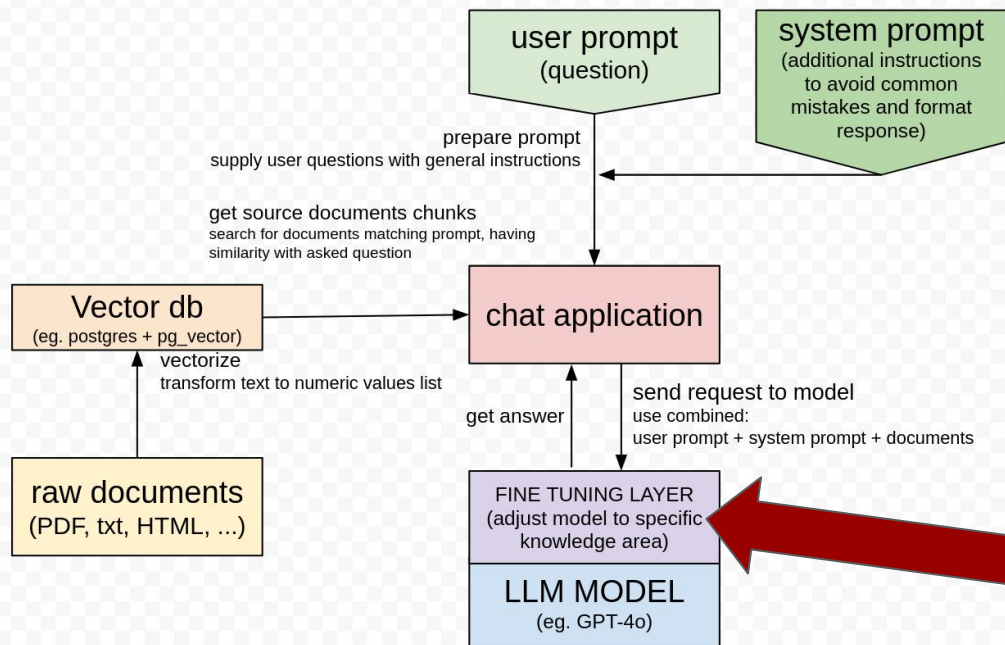 user prompt
(question)
system prompt
(additional instructions
to avoid common
mistakes and format
response)
prepare prompt
supply user questions with general instructions
get source documents chunks
search for documents matching prompt, having
similarity with asked question
Vector db
(eg. postgres + pg_vector)
chat application
vectorize
transform text to numeric values list
get answer
send request to model
use combined:
user prompt + system prompt + documents
raw documents
(PDF, txt, HTML, ...)
FINE TUNING LAYER
(adjust model to specific
knowledge area)
LLM MODEL
(eg. GPT-4o)